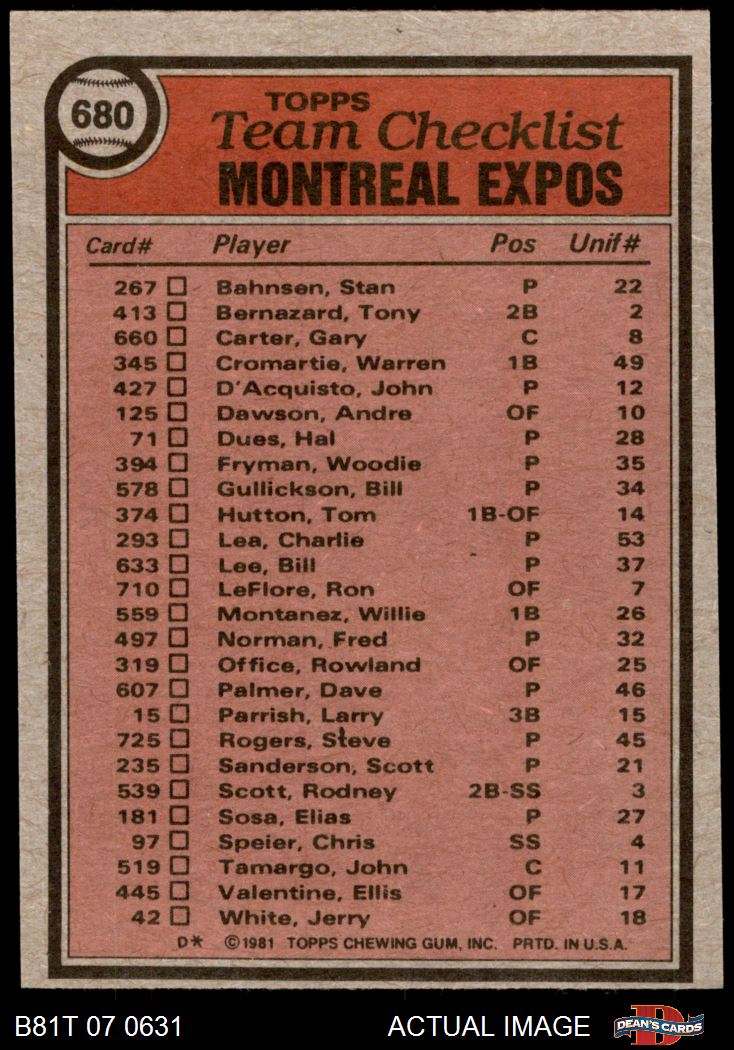 680
TOPPS
Team Checklist
MONTREAL EXPOS
Card# Player Pos Unif#
267 Bahnsen, Stan P 22
413 Bernazard, Tony 2B 2
660 Carter, Gary C 8
345 Cromartie, Warren 1B 49
427 D'Acquisto, John P 12
125 Dawson, Andre OF 10
71 Dues, Hal P 28
394 Fryman, Woodie P 35
578 Gullickson, Bill P 34
374 Hutton, Tom 1B-OF 14
293 Lea, Charlie P 53
633 Lee, Bill P 37
710 LeFlore, Ron OF 7
559 Montanez, Willie 1B 26
497 Norman, Fred P 32
319 Office, Rowland OF 25
607 Palmer, Dave P 46
15 Parrish, Larry 3B 15
725 Rogers, Steve P 45
235 Sanderson, Scott P 21
539 Scott, Rodney 2B-SS 3
181 Sosa, Elias P 27
97 Speier, Chris SS 4
519 Tamargo, John C 11
445 Valentine, Ellis OF 17
42 White, Jerry OF 18
D* ©1981 TOPPS CHEWING GUM, INC. PRTD. IN U.S.A.
B81T 07 0631 ACTUAL IMAGE DEAN'S CARDS